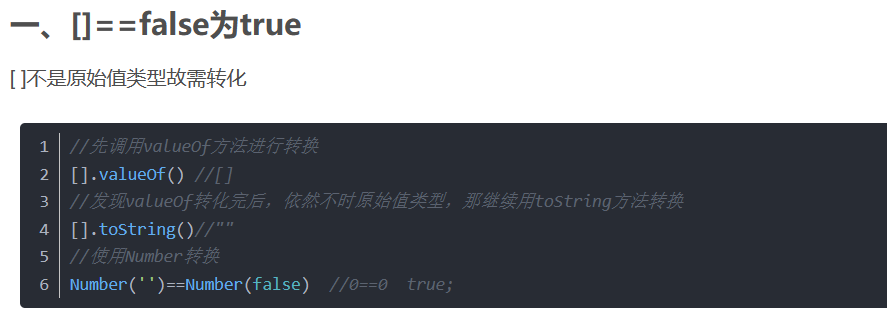 一、[]==false为true
[ ]不是原始值类型故需转化
1 //先调用valueOf方法进行转换
2 [].valueOf() //[]
3 //发现valueOf转化完后，依然不时原始值类型，那继续用toString方法转换
4 [].toString()//""
5 //使用Number转换
6 Number('')==Number(false)  //0==0  true;